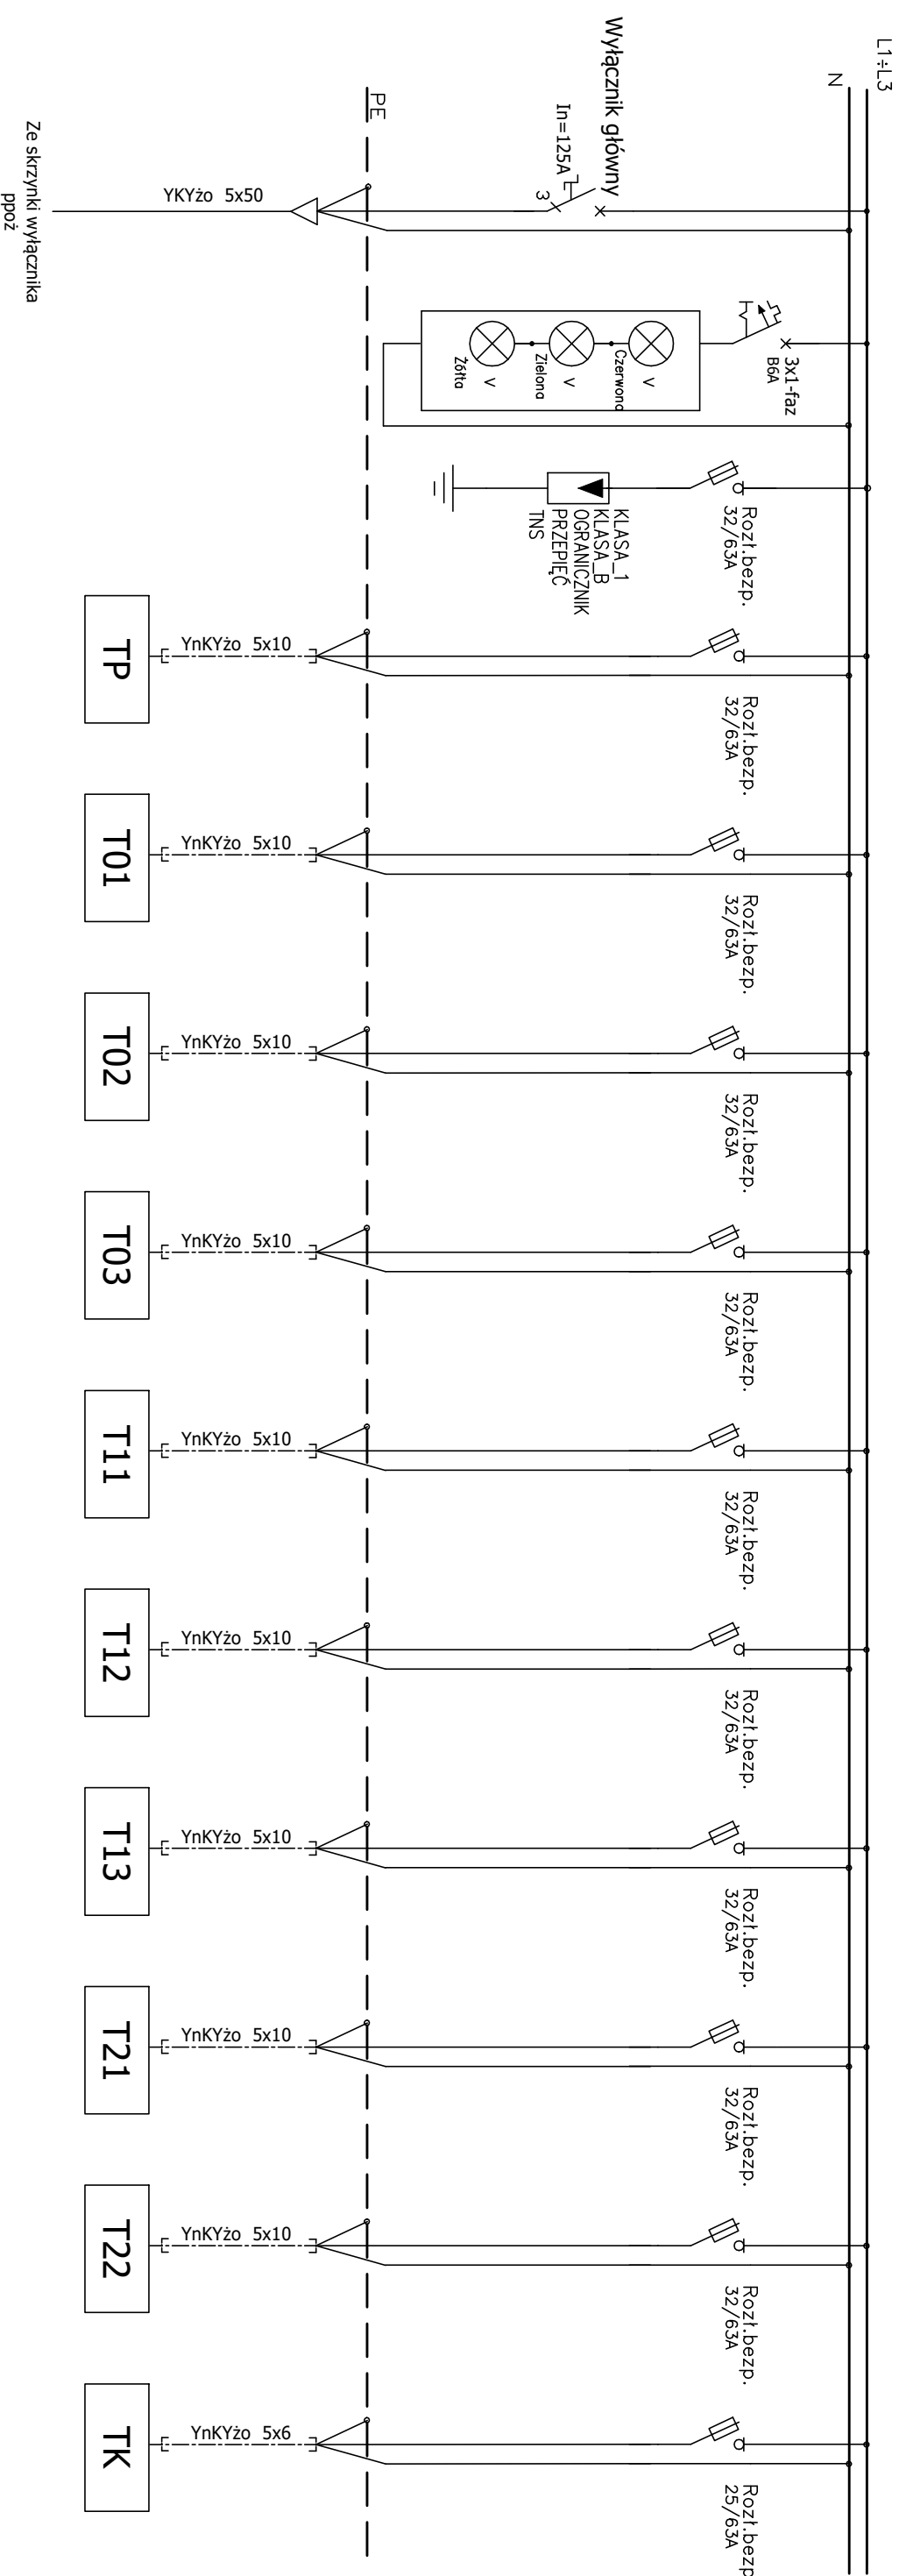 L1÷L3
N
PE
Wyłącznik główny
In=125A
3
YKYżo 5x50
Ze skrzynki wyłącznika
ppoż
3x1-faz
B6A
V
Czerwona
V
Zielona
V
Żółta
Rozł.bezp.
32/63A
KLASA_1
KLASA_B
OGRANICZNIK
PRZEPIĘĆ
TNS
Rozł.bezp.
32/63A
YnKYżo 5x10
TP
Rozł.bezp.
32/63A
YnKYżo 5x10
T01
Rozł.bezp.
32/63A
YnKYżo 5x10
T02
Rozł.bezp.
32/63A
YnKYżo 5x10
T03
Rozł.bezp.
32/63A
YnKYżo 5x10
T11
Rozł.bezp.
32/63A
YnKYżo 5x10
T12
Rozł.bezp.
32/63A
YnKYżo 5x10
T13
Rozł.bezp.
32/63A
YnKYżo 5x10
T21
Rozł.bezp.
32/63A
YnKYżo 5x10
T22
Rozł.bezp.
25/63A
YnKYżo 5x6
TK